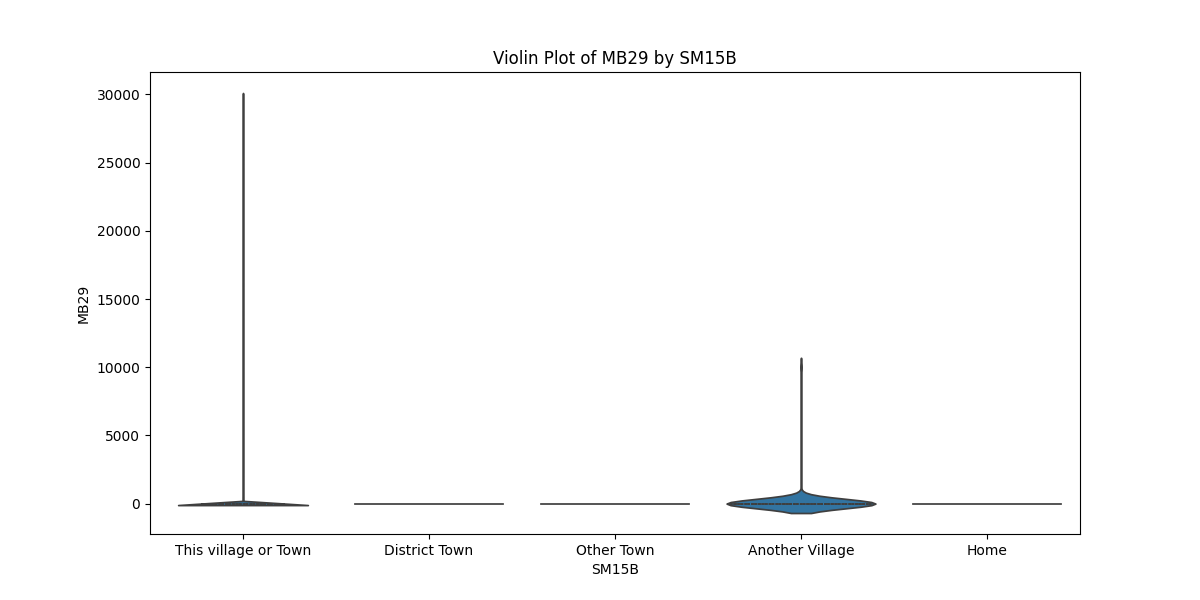 Violin Plot of MB29 by SM15B
30000
25000
20000
15000
10000
5000
0
MB29
This village or Town
District Town
Other Town
Another Village
Home
SM15B